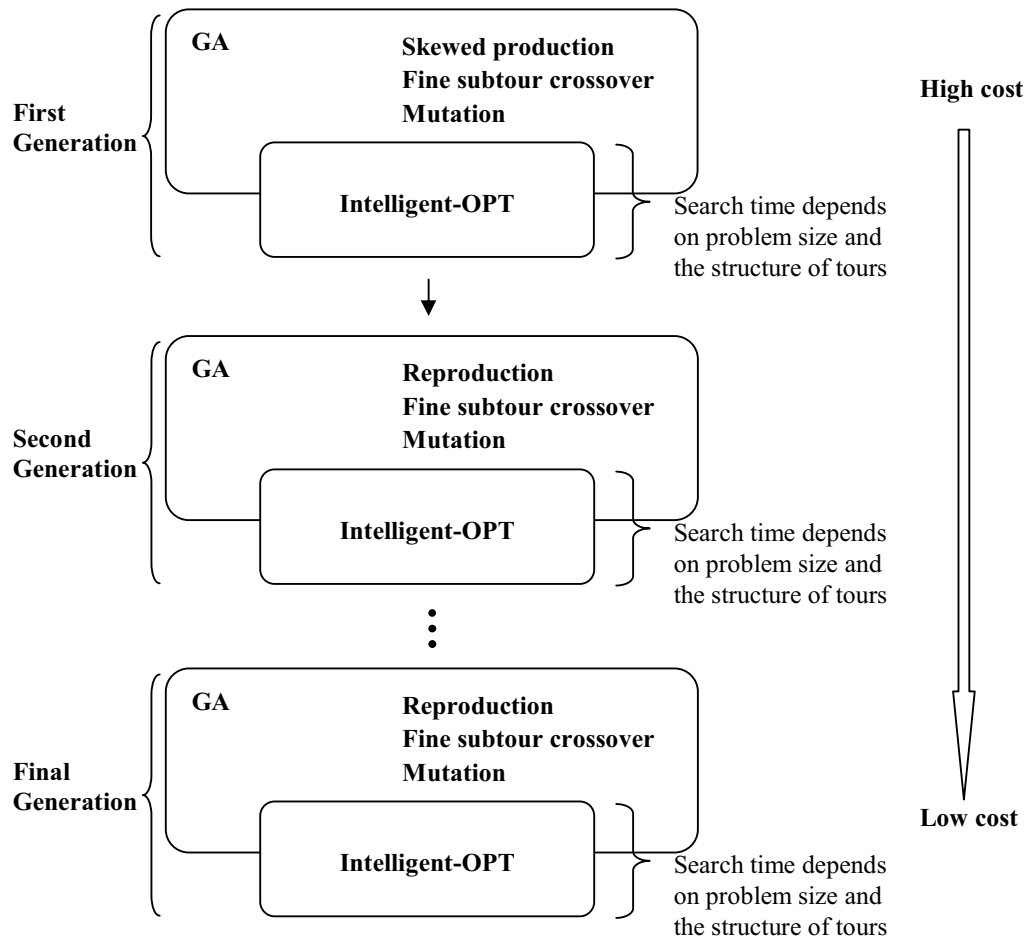 GA
Skewed production
Fine subtour crossover
Mutation
First
Generation
High cost
Intelligent-OPT
Search time depends
on problem size and
the structure of tours
GA
Reproduction
Fine subtour crossover
Mutation
Second
Generation
Intelligent-OPT
Search time depends
on problem size and
the structure of tours
GA
Reproduction
Fine subtour crossover
Mutation
Final
Generation
Low cost
Intelligent-OPT
Search time depends
on problem size and
the structure of tours